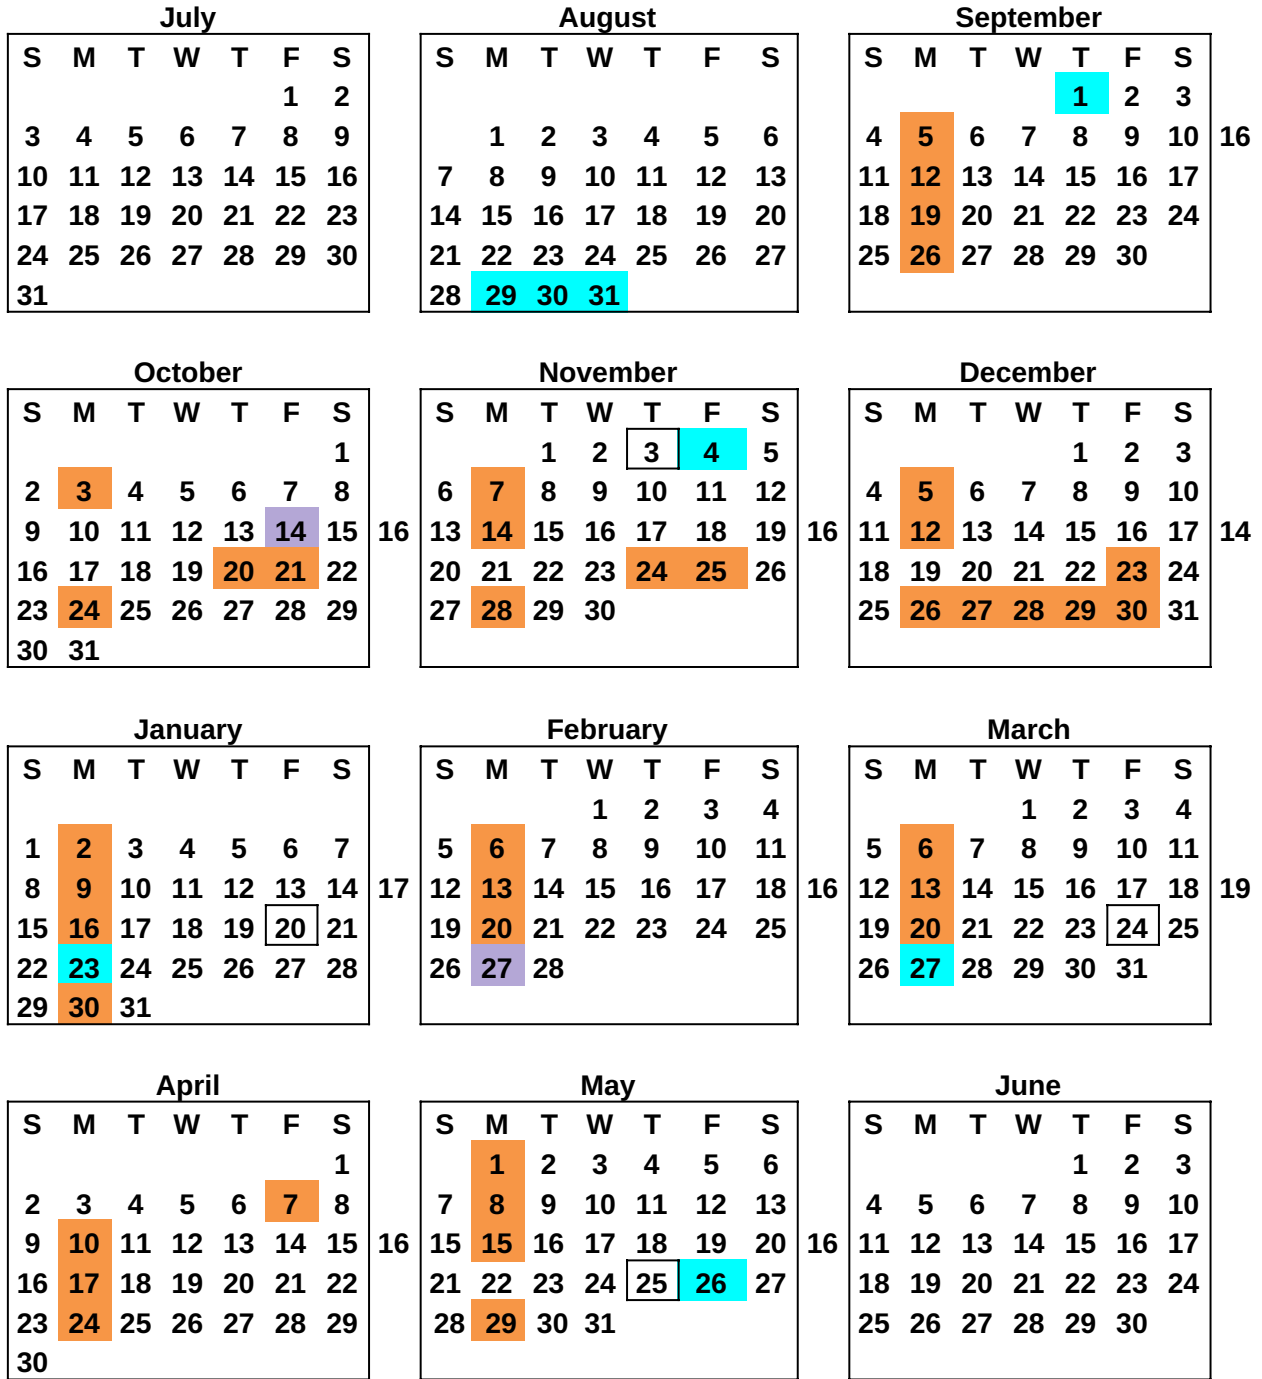 July August September
S M T W T F S S M T W T F S S M T W T F S
1 2 1 2 3
3 4 5 6 7 8 9 1 2 3 4 5 6 4 5 6 7 8 9 10 16
10 11 12 13 14 15 16 7 8 9 10 11 12 13 11 12 13 14 15 16 17
17 18 19 20 21 22 23 14 15 16 17 18 19 20 18 19 20 21 22 23 24
24 25 26 27 28 29 30 21 22 23 24 25 26 27 25 26 27 28 29 30
31 28 29 30 31
October November December
S M T W T F S S M T W T F S S M T W T F S
1 1 2 3 4 5 1 2 3
2 3 4 5 6 7 8 6 7 8 9 10 11 12 4 5 6 7 8 9 10
9 10 11 12 13 14 15 16 13 14 15 16 17 18 19 16 11 12 13 14 15 16 17 14
16 17 18 19 20 21 22 20 21 22 23 24 25 26 18 19 20 21 22 23 24
23 24 25 26 27 28 29 27 28 29 30 25 26 27 28 29 30 31
30 31
January February March
S M T W T F S S M T W T F S S M T W T F S
1 2 3 4 1 2 3 4
1 2 3 4 5 6 7 5 6 7 8 9 10 11 5 6 7 8 9 10 11
8 9 10 11 12 13 14 17 12 13 14 15 16 17 18 16 12 13 14 15 16 17 18 19
15 16 17 18 19 20 21 19 20 21 22 23 24 25 19 20 21 22 23 24 25
22 23 24 25 26 27 28 26 27 28 26 27 28 29 30 31
29 30 31
April May June
S M T W T F S S M T W T F S S M T W T F S
1 1 2 3 4 5 6 1 2 3
2 3 4 5 6 7 8 7 8 9 10 11 12 13 4 5 6 7 8 9 10
9 10 11 12 13 14 15 16 15 15 16 17 18 19 20 16 11 12 13 14 15 16 17
16 17 18 19 20 21 22 21 22 23 24 25 26 27 18 19 20 21 22 23 24
23 24 25 26 27 28 29 28 29 30 31 25 26 27 28 29 30
30